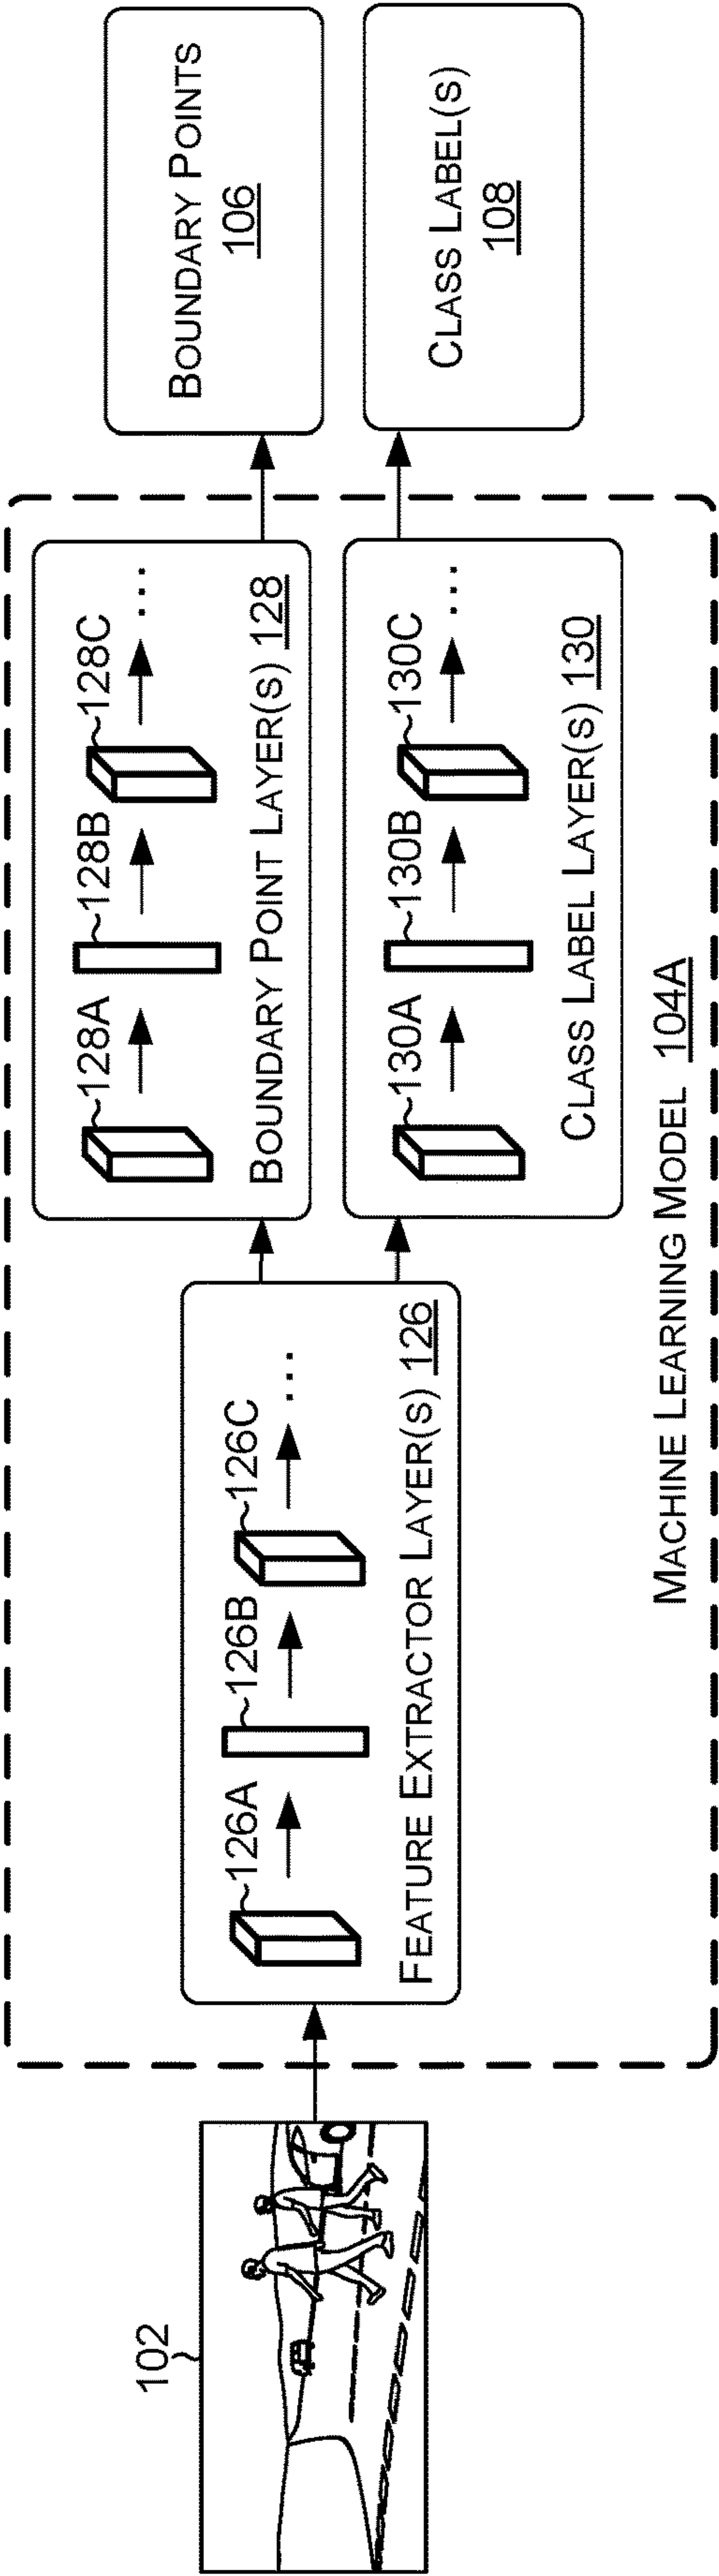 102
126A
126B
126C
...
FEATURE EXTRACTOR LAYER(S) 126
128A
128B
128C
...
BOUNDARY POINT LAYER(S) 128
130A
130B
130C
...
CLASS LABEL LAYER(S) 130
MACHINE LEARNING MODEL 104A
BOUNDARY POINTS
106
CLASS LABEL(S)
108